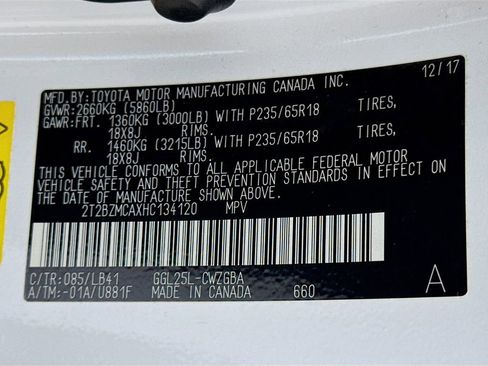 MFD.BY:TOYOTA MOTOR MANUFACTURING CANADA INC. 12/17
GVWR:2660KG (5860LB)
GAWR:FRT. 1360KG (3000LB) WITH P235/65R18 TIRES,
18X8J RIMS.
RR. 1460KG (3215LB) WITH P235/65R18 TIRES,
18X8J RIMS.
THIS VEHICLE CONFORMS TO ALL APPLICABLE FEDERAL MOTOR
VEHICLE SAFETY AND THEFT PREVENTION STANDARDS IN EFFECT ON
THE DATE OF MANUFACTURE SHOWN ABOVE.
2T2BZMCAXHC134120 MPV
C/TR:085/LB41 GGL25L-CWZGBA
A/TM:-01A/U881F MADE IN CANADA 660 A